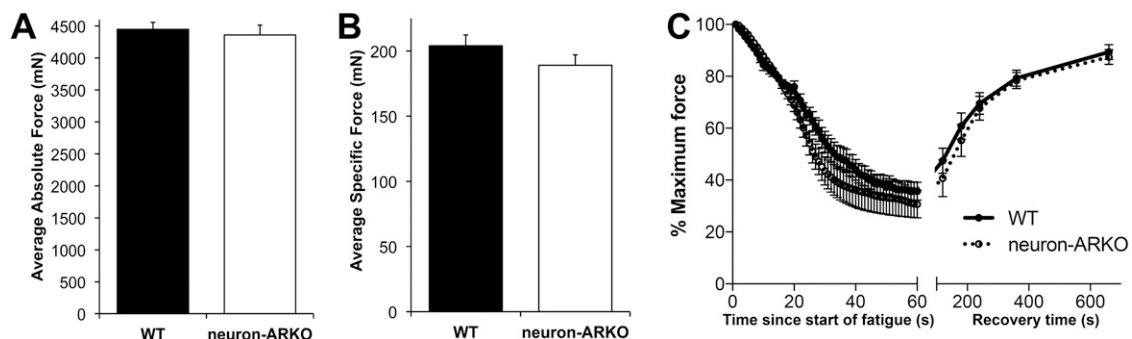 A
Average Absolute Force (mN)
4500
4000
3500
3000
2500
2000
1500
1000
500
0
WT
neuron-ARKO
B
Average Specific Force (mN)
200
150
100
50
0
WT
neuron-ARKO
C
% Maximum force
100
80
60
40
20
0
0
20
40
60
200
400
600
Time since start of fatigue (s)
Recovery time (s)
WT
neuron-ARKO